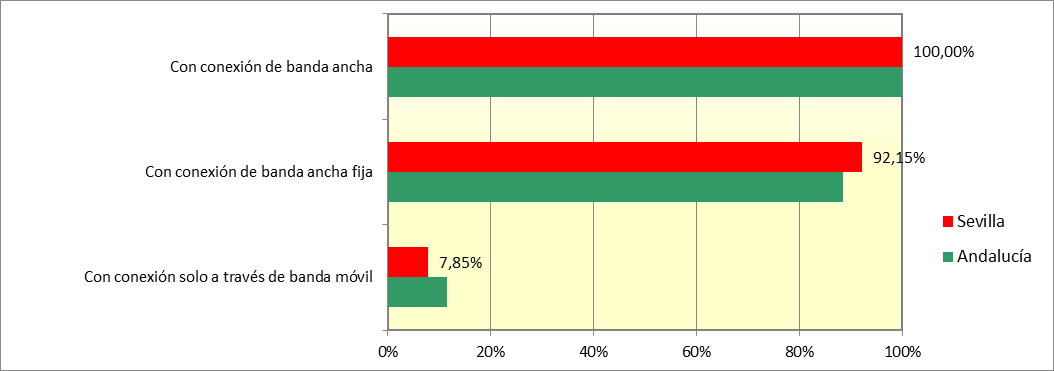 Con conexión de banda ancha
100,00%
Con conexión de banda ancha fija
92,15%
Con conexión solo a través de banda móvil
7,85%
Sevilla
Andalucía
0% 20% 40% 60% 80% 100%